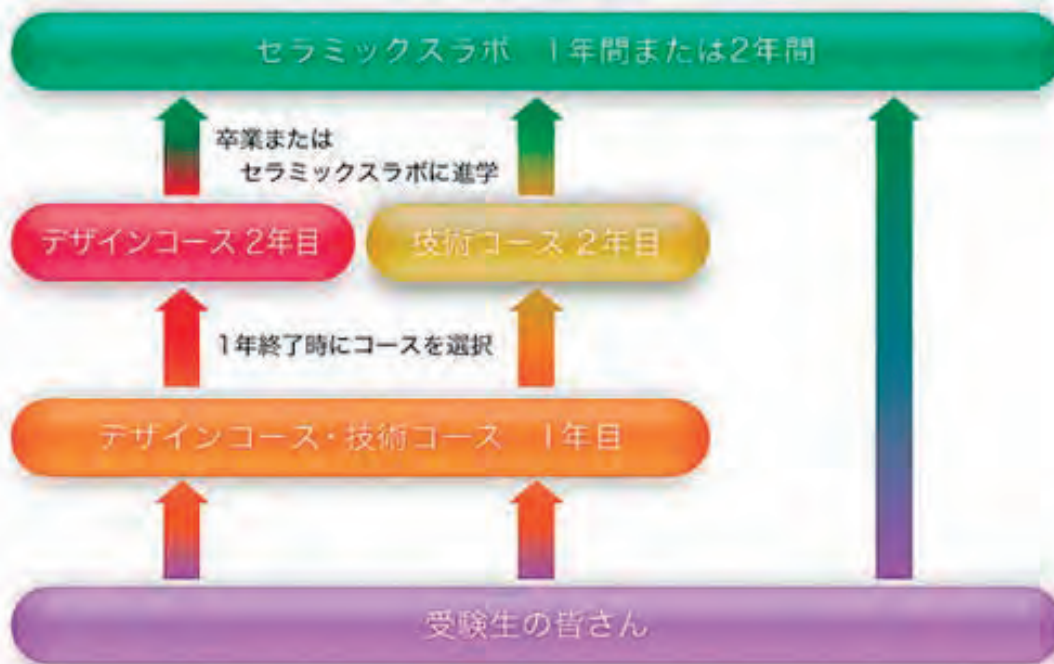 セラミックスラボ　1年間または2年間
卒業または
セラミックスラボに進学
デザインコース 2年目
技術コース 2年目
1年終了時にコースを選択
デザインコース・技術コース　1年目
受験生の皆さん